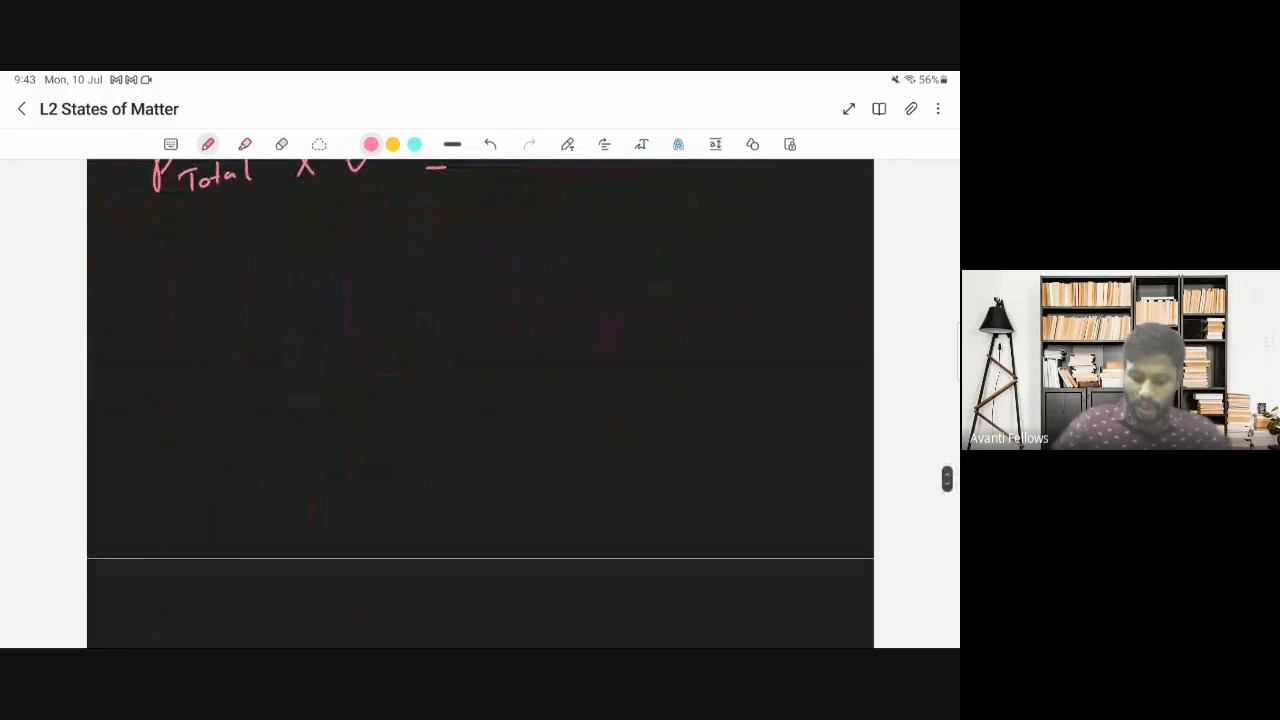 9:43 Mon, 10 Jul
56%
L2 States of Matter
P Total x V =
Avanti Fellows